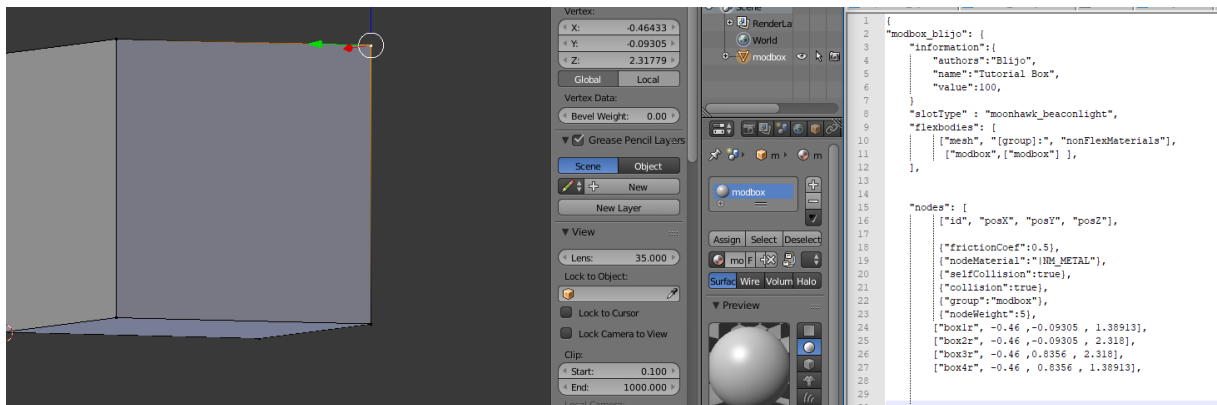 Vertex:
X: -0.46433
Y: -0.09305
Z: 2.31779
Global Local
Vertex Data:
Bevel Weight: 0.00
Grease Pencil Layers
Scene Object
New
New Layer
View
Lens: 35.000
Lock to Object:
Lock to Cursor
Lock Camera to View
Clip:
Start: 0.100
End: 1000.000
Local Camera:
Scene
RenderLa
World
modbox
m m
modbox
Assign Select Deselect
mo F
Surfac Wire Volum Halo
Preview
1 {
2 "modbox_blijo": {
3 "information":{
4 "authors":"Blijo",
5 "name":"Tutorial Box",
6 "value":100,
7 }
8 "slotType" : "moonhawk_beaconlight",
9 "flexbodies": [
10 ["mesh", "[group]:", "nonFlexMaterials"],
11 ["modbox",["modbox"] ],
12 ],
13
14
15 "nodes": [
16 ["id", "posX", "posY", "posZ"],
17
18 {"frictionCoef":0.5},
19 {"nodeMaterial":"|NM_METAL"},
20 {"selfCollision":true},
21 {"collision":true},
22 {"group":"modbox"},
23 {"nodeWeight":5},
24 ["box1r", -0.46 ,-0.09305 , 1.38913],
25 ["box2r", -0.46 ,-0.09305 , 2.318],
26 ["box3r", -0.46 ,0.8356 , 2.318],
27 ["box4r", -0.46 , 0.8356 , 1.38913],
28
29